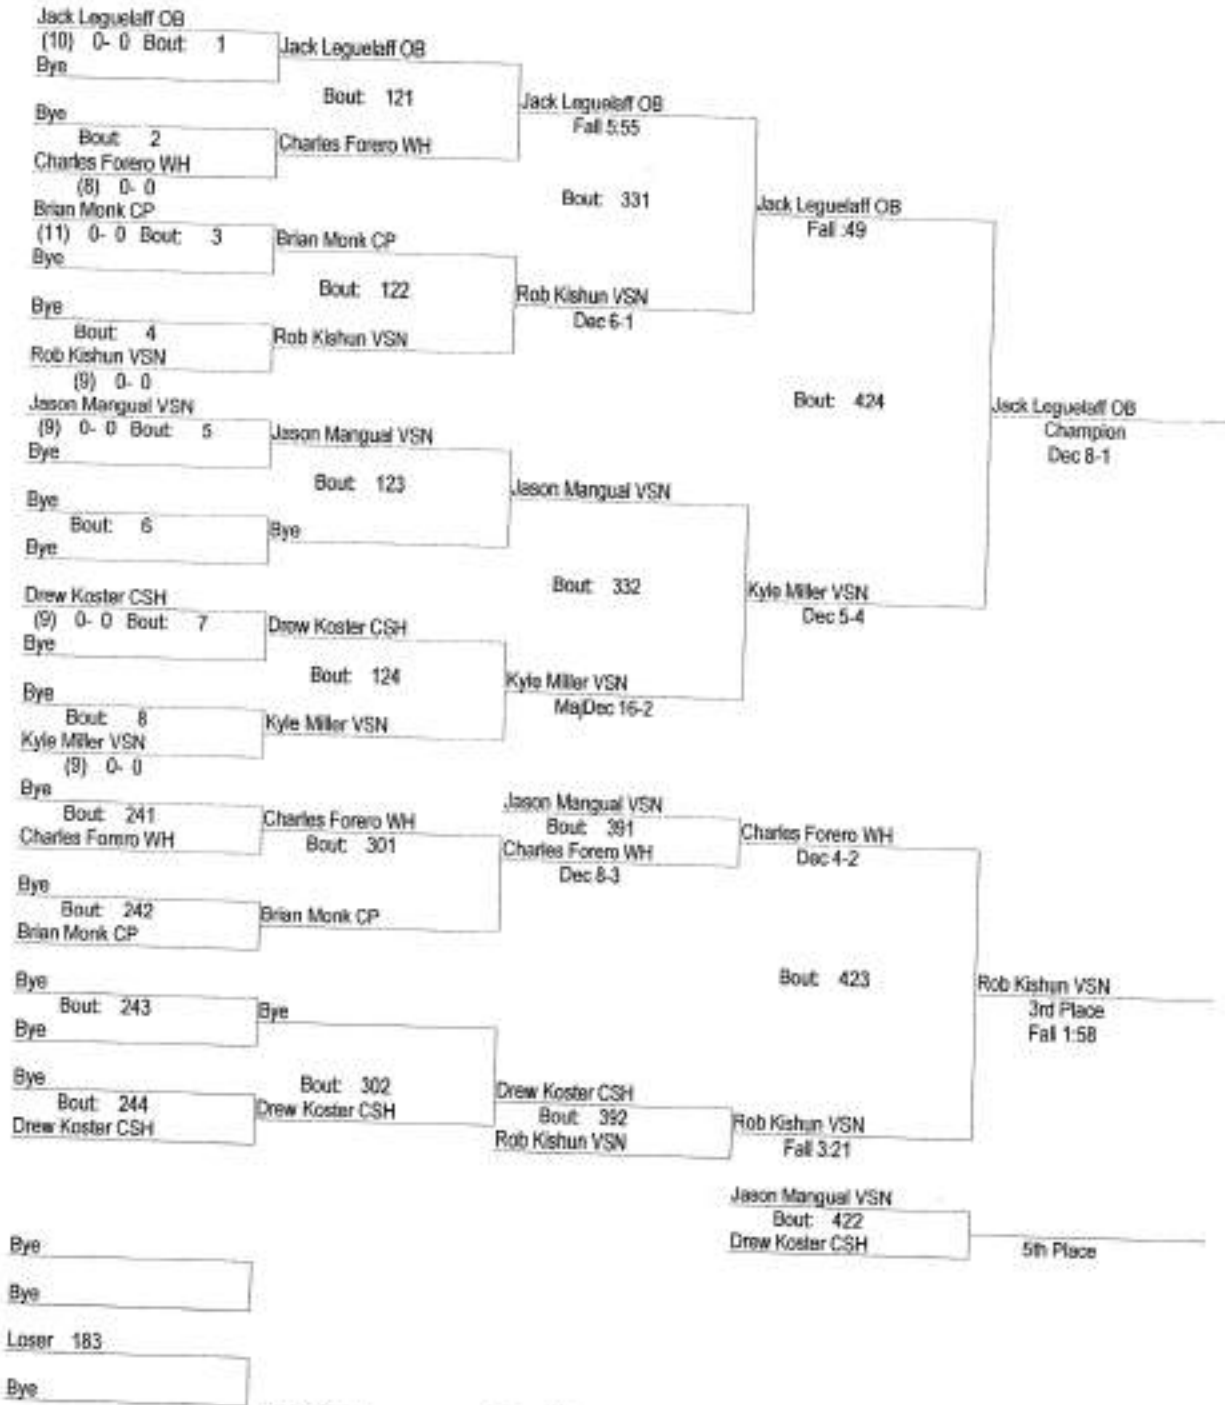 Jack Leguelaff OB
(10) 0- 0 Bout: 1
Bye
Jack Leguelaff OB
Bout: 121
Bye
Bout: 2
Charles Forero WH
(8) 0- 0
Charles Forero WH
Jack Leguelaff OB
Fall 5:55
Bout: 331
Brian Monk CP
(11) 0- 0 Bout: 3
Bye
Brian Monk CP
Bout: 122
Bye
Bout: 4
Rob Kishun VSN
(9) 0- 0
Rob Kishun VSN
Rob Kishun VSN
Dec 6-1
Jack Leguelaff OB
Fall :49
Bout: 424
Jason Mangual VSN
(9) 0- 0 Bout: 5
Bye
Jason Mangual VSN
Bout: 123
Bye
Bout: 6
Bye
Bye
Jason Mangual VSN
Bout: 332
Drew Koster CSH
(9) 0- 0 Bout: 7
Bye
Drew Koster CSH
Bout: 124
Bye
Bout: 8
Kyle Miller VSN
(9) 0- 0
Kyle Miller VSN
Kyle Miller VSN
MajDec 16-2
Kyle Miller VSN
Dec 5-4
Jack Leguelaff OB
Champion
Dec 8-1
Bye
Bout: 241
Charles Forero WH
Charles Forero WH
Bout: 301
Bye
Bout: 242
Brian Monk CP
Brian Monk CP
Jason Mangual VSN
Bout: 391
Charles Forero WH
Dec 8-3
Charles Forero WH
Dec 4-2
Bout: 423
Bye
Bout: 243
Bye
Bye
Bout: 302
Bye
Bout: 244
Drew Koster CSH
Drew Koster CSH
Drew Koster CSH
Bout: 392
Rob Kishun VSN
Rob Kishun VSN
Fall 3:21
Rob Kishun VSN
3rd Place
Fall 1:58
Jason Mangual VSN
Bout: 422
Drew Koster CSH
5th Place
Bye
Bye
Loser 183
Bye